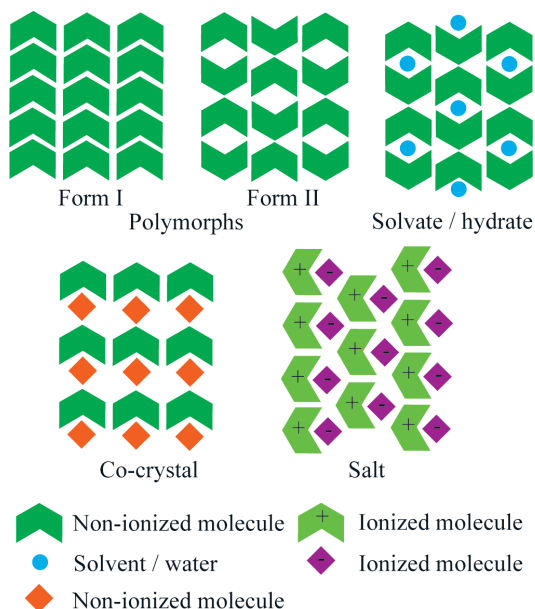 Form I
Form II
Polymorphs
Solvate / hydrate
+ - + - + -
+ - + - + -
+ - + - + -
+ - + - + -
Co-crystal
Salt
Non-ionized molecule
+ Ionized molecule
Solvent / water
- Ionized molecule
Non-ionized molecule